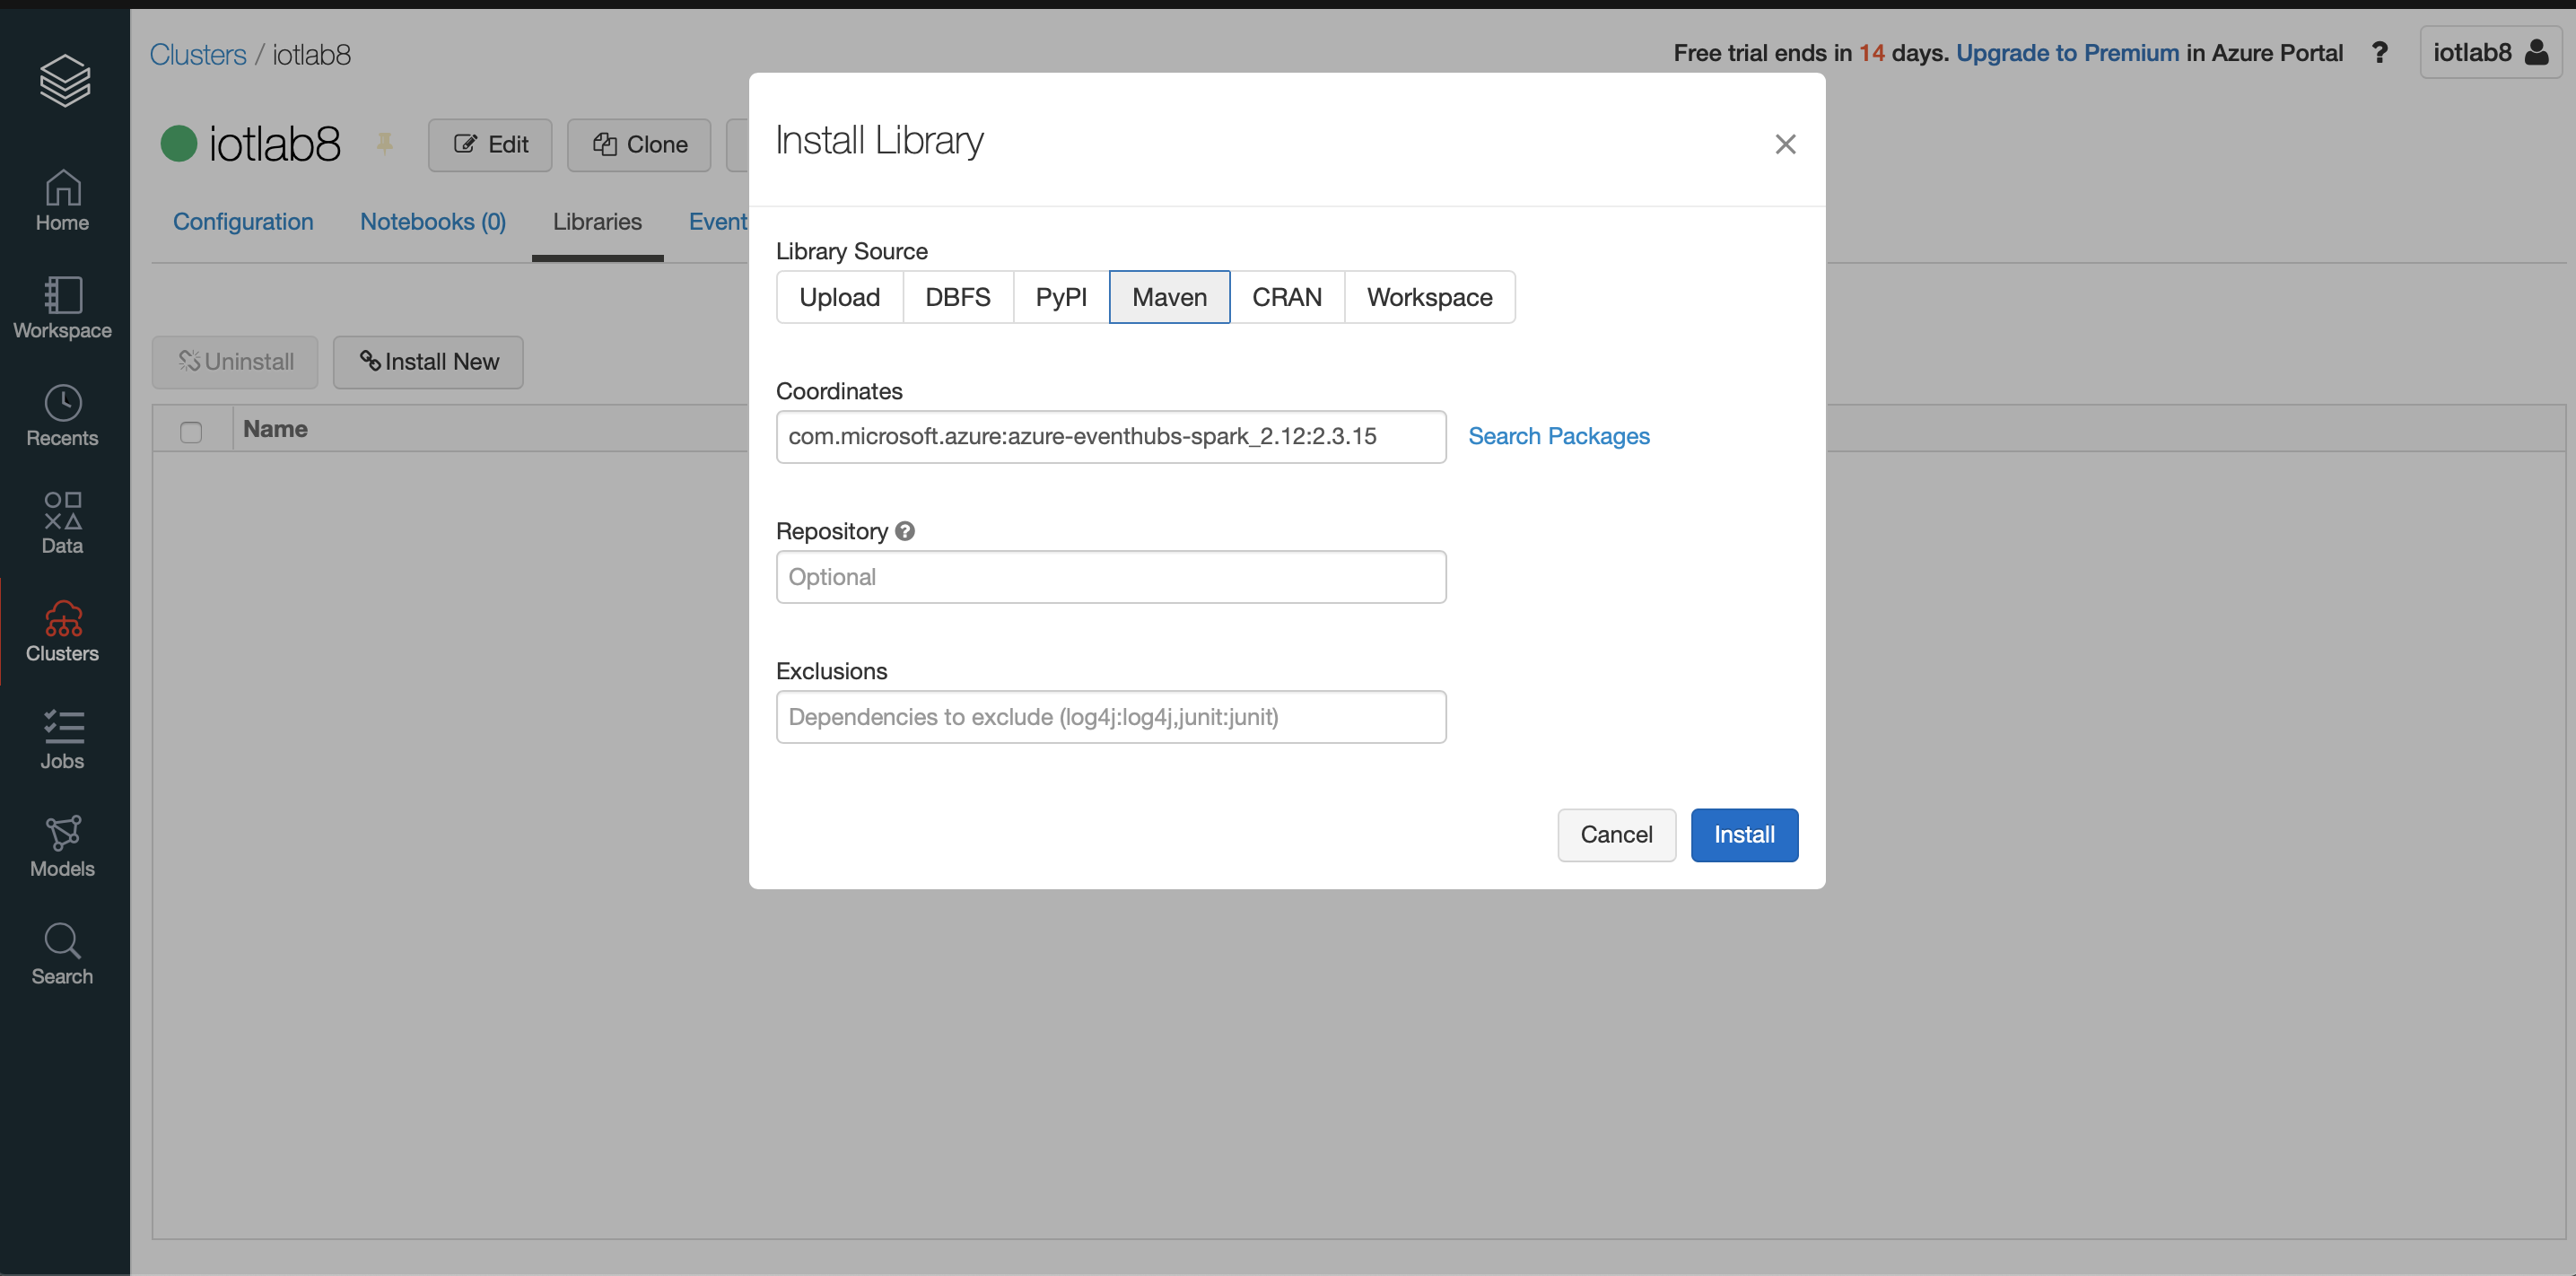 Clusters / iotlab8
Free trial ends in 14 days. Upgrade to Premium in Azure Portal ? iotlab8
iotlab8 Edit Clone
Configuration Notebooks (0) Libraries Event
Uninstall Install New
Name
Home
Workspace
Recents
Data
Clusters
Jobs
Models
Search
Install Library
Library Source
Upload DBFS PyPI Maven CRAN Workspace
Coordinates
com.microsoft.azure:azure-eventhubs-spark_2.12:2.3.15 Search Packages
Repository ?
Optional
Exclusions
Dependencies to exclude (log4j:log4j,junit:junit)
Cancel Install